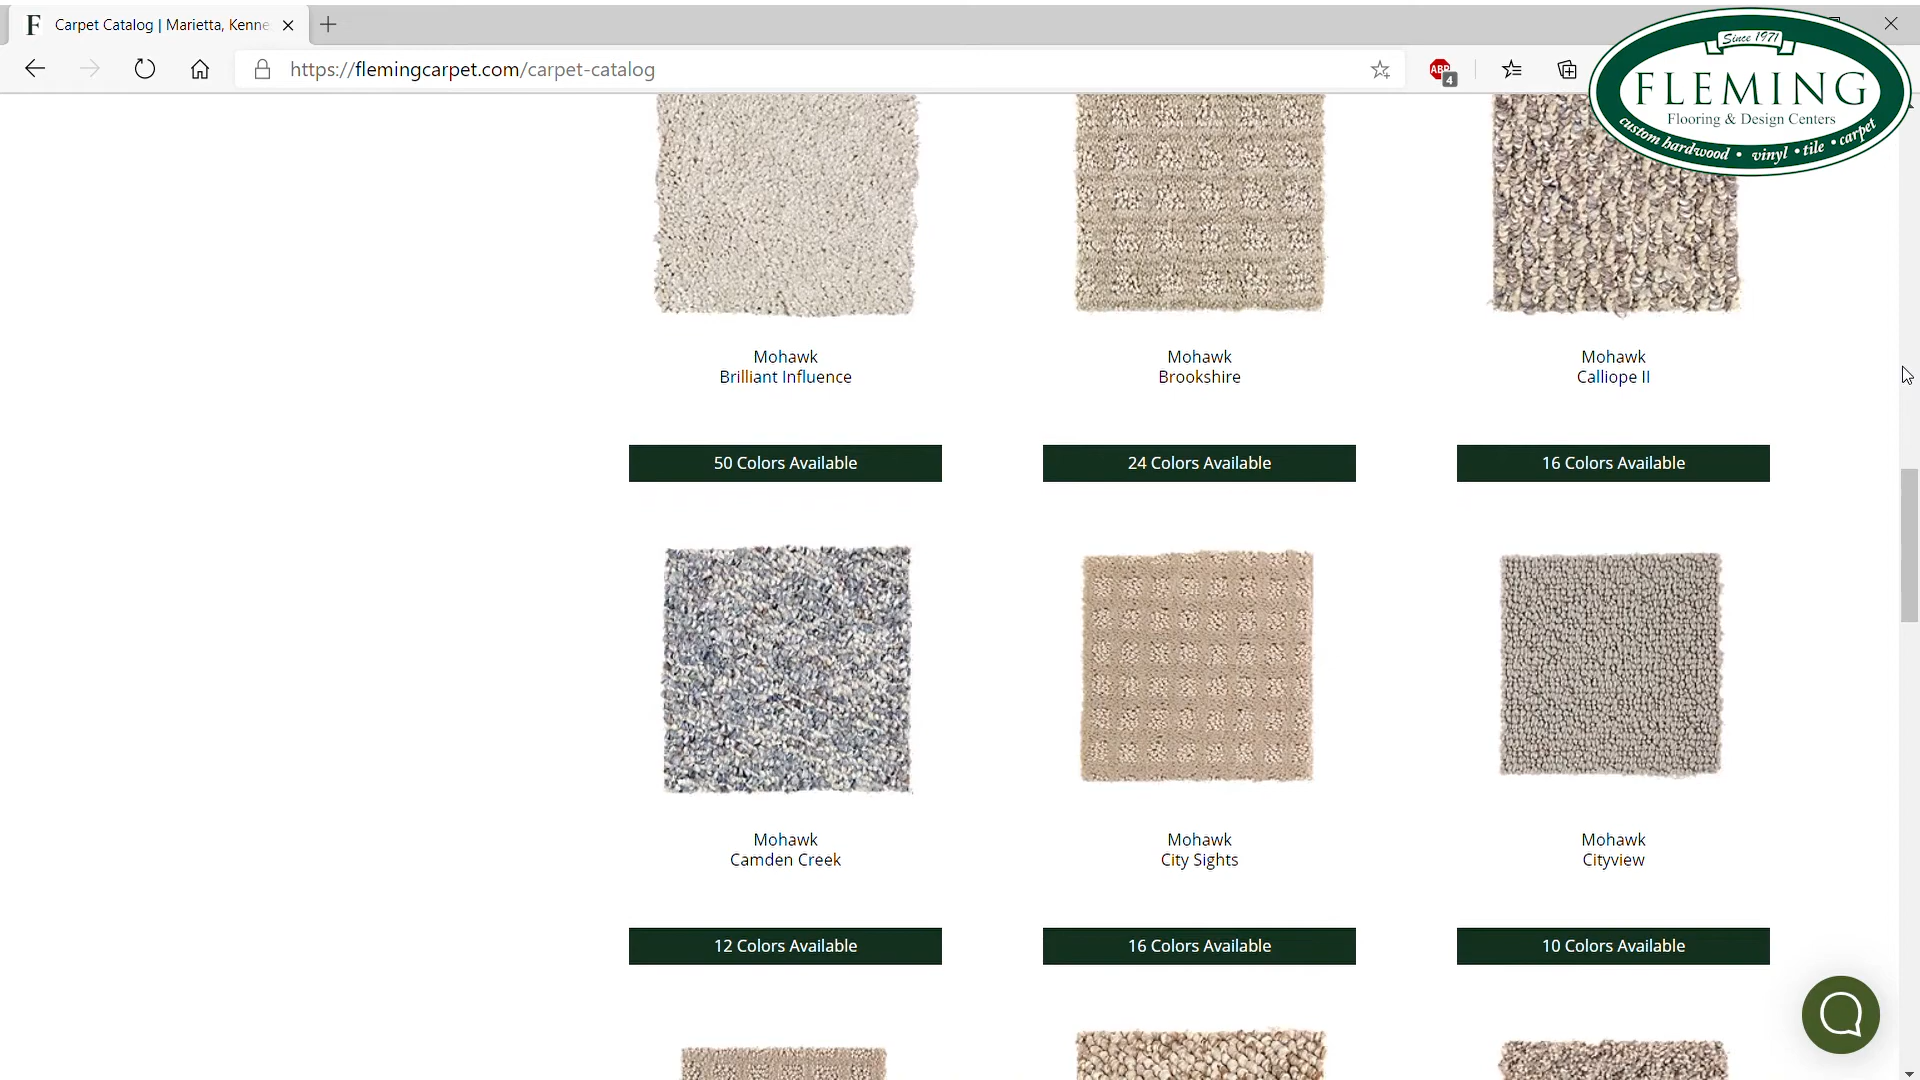 F
Carpet Catalog | Marietta, Kenne
https://flemingcarpet.com/carpet-catalog
ABP
4
Since 1971
FLEMING
Flooring & Design Centers
custom hardwood • vinyl • tile • carpet
Mohawk
Brilliant Influence
Mohawk
Brookshire
Mohawk
Calliope II
50 Colors Available
24 Colors Available
16 Colors Available
Mohawk
Camden Creek
Mohawk
City Sights
Mohawk
Cityview
12 Colors Available
16 Colors Available
10 Colors Available